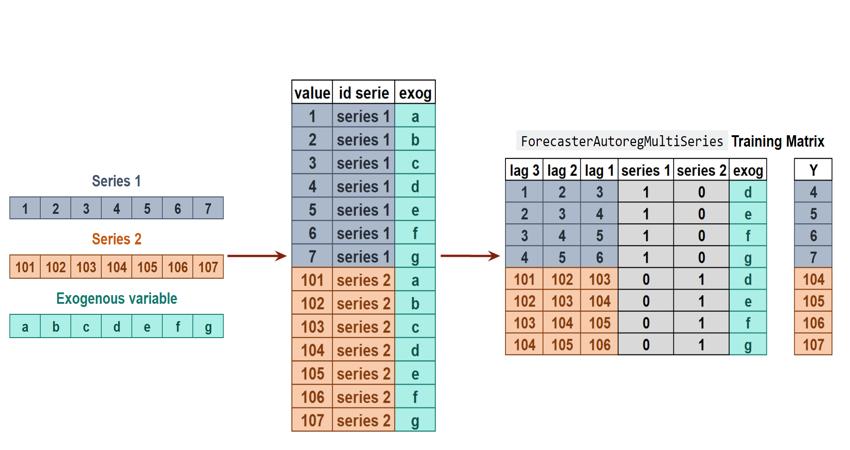 Series 1
1 2 3 4 5 6 7
Series 2
101 102 103 104 105 106 107
Exogenous variable
a b c d e f g
value id serie exog
1 series 1 a
2 series 1 b
3 series 1 c
4 series 1 d
5 series 1 e
6 series 1 f
7 series 1 g
101 series 2 a
102 series 2 b
103 series 2 c
104 series 2 d
105 series 2 e
106 series 2 f
107 series 2 g
ForecasterAutoregMultiSeries Training Matrix
lag 3 lag 2 lag 1 series 1 series 2 exog Y
1 2 3 1 0 d 4
2 3 4 1 0 e 5
3 4 5 1 0 f 6
4 5 6 1 0 g 7
101 102 103 0 1 d 104
102 103 104 0 1 e 105
103 104 105 0 1 f 106
104 105 106 0 1 g 107